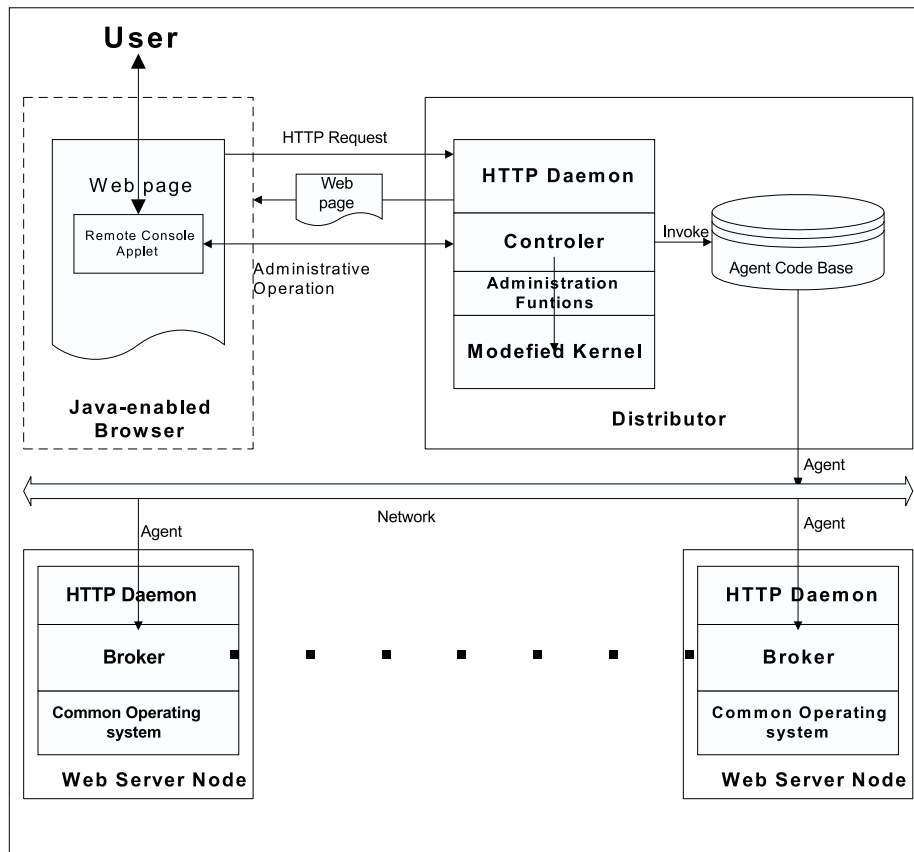 User
HTTP Request
Web page
Web
page
HTTP Daemon
Remote Console
Applet
Controler
Invoke
Agent Code Base
Administrative
Operation
Administration
Funtions
Modefied Kernel
Java-enabled
Browser
Distributor
Agent
Network
Agent
Agent
HTTP Daemon
Broker
Common Operating
system
Web Server Node
HTTP Daemon
Broker
Common Operating
system
Web Server Node